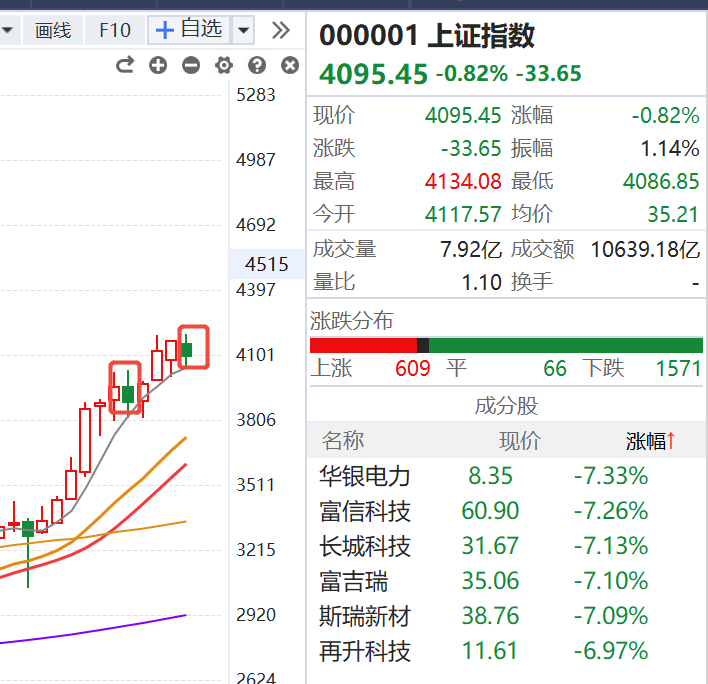 画线 F10 自选
5283
4987
4692
4515
4397
4101
3806
3511
3215
2920
2624
000001 上证指数
4095.45 -0.82% -33.65
现价 4095.45 涨幅 -0.82%
涨跌 -33.65 振幅 1.14%
最高 4134.08 最低 4086.85
今开 4117.57 均价 35.21
成交量 7.92亿 成交额 10639.18亿
量比 1.10 换手 -
涨跌分布
上涨 609 平 66 下跌 1571
成分股
名称 现价 涨幅↑
华银电力 8.35 -7.33%
富信科技 60.90 -7.26%
长城科技 31.67 -7.13%
富吉瑞 35.06 -7.10%
斯瑞新材 38.76 -7.09%
再升科技 11.61 -6.97%